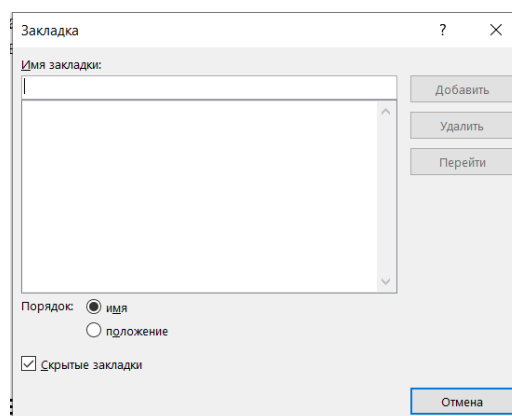 Закладка ?
Имя закладки:
Добавить
Удалить
Перейти
Порядок: имя
положение
Скрытые закладки
Отмена